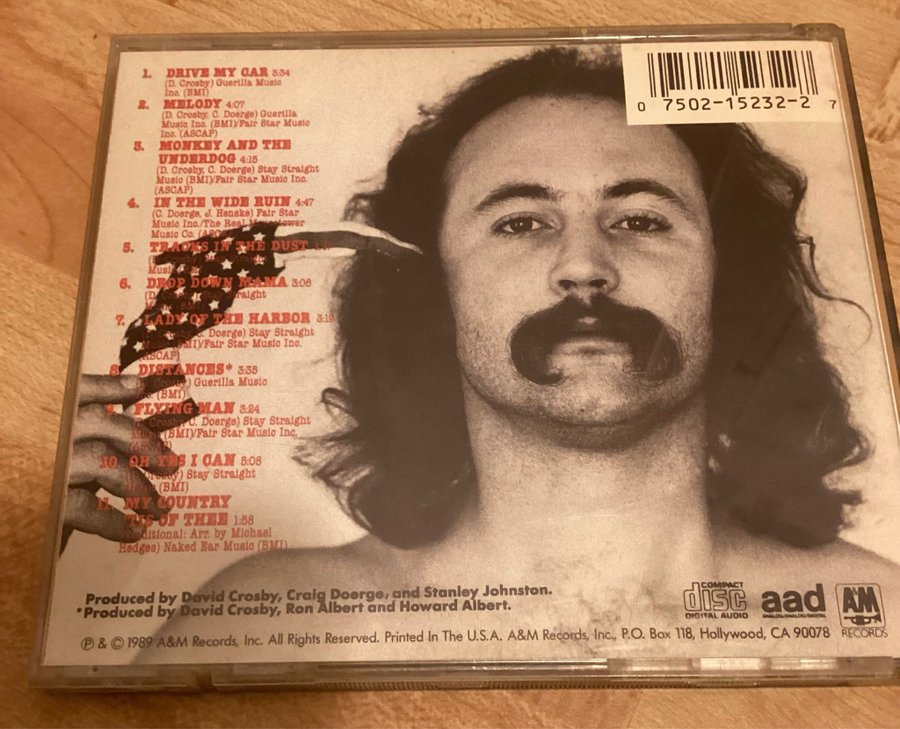 1. DRIVE MY CAR 3:34
(D. Crosby) Guerilla Music
Inc. (BMI)
2. MELODY 4:07
(D. Crosby, C. Doerge) Guerilla
Music Inc. (BMI)/Fair Star Music
Inc. (ASCAP)
3. MONKEY AND THE
UNDERDOG 4:15
(D. Crosby, C. Doerge) Stay Straight
Music (BMI)/Fair Star Music Inc.
(ASCAP)
4. IN THE WIDE RUIN 4:47
(C. Doerge, J. Henske) Fair Star
Music Inc./The Real
Music Co.
5. TRACKS IN THE DUST
6. DROP DOWN MAMA 3:06
7. LADY OF THE HARBOR 3:19
C. Doerge) Stay Straight
Fair Star Music Inc.
(ASCAP)
8. DISTANCES* 3:38
Guerilla Music
(BMI)
9. FLYING MAN 3:24
C. Doerge) Stay Straight
(BMI)/Fair Star Music Inc.
10. OH YES I CAN 5:08
Stay Straight
(BMI)
11. MY COUNTRY
'TIS OF THEE 1:58
Arr. by Michael
Hedges) Naked Ear Music (BMI)
0 7502-15232-2 7
Produced by David Crosby, Craig Doerge, and Stanley Johnston.
*Produced by David Crosby, Ron Albert and Howard Albert.
℗ & © 1989 A&M Records, Inc. All Rights Reserved. Printed In The U.S.A. A&M Records, Inc., P.O. Box 118, Hollywood, CA 90078
COMPACT
disc
DIGITAL AUDIO
aad
ANALOG/ANALOG/DIGITAL
A&M
RECORDS